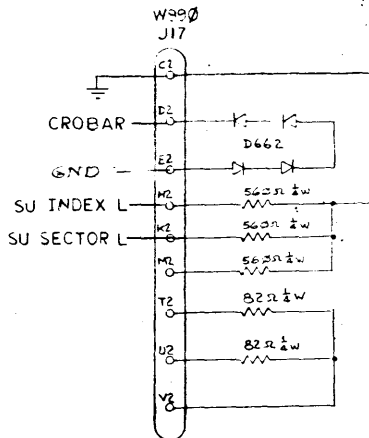 W990
J17
C2
CROBAR D2
D662
GND E2
SU INDEX L H2 560Ω ¼W
SU SECTOR L K2 560Ω ¼W
M2 560Ω ¼W
T2 82Ω ¼W
U2 82Ω ¼W
V2